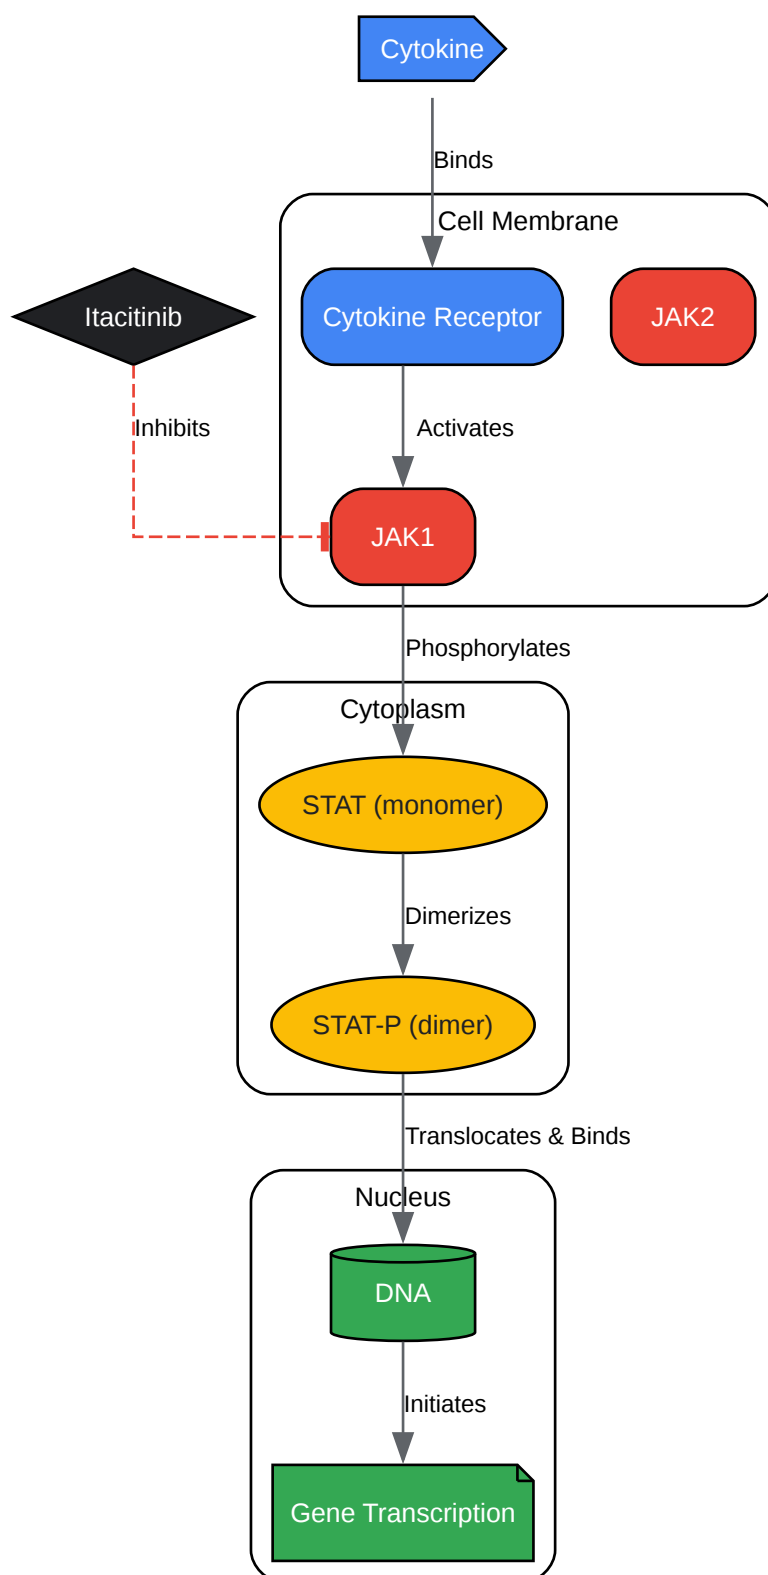 Cytokine
Binds
Cell Membrane
Itacitinib
Cytokine Receptor
JAK2
Inhibits
Activates
JAK1
Phosphorylates
Cytoplasm
STAT (monomer)
Dimerizes
STAT-P (dimer)
Translocates & Binds
Nucleus
DNA
Initiates
Gene Transcription